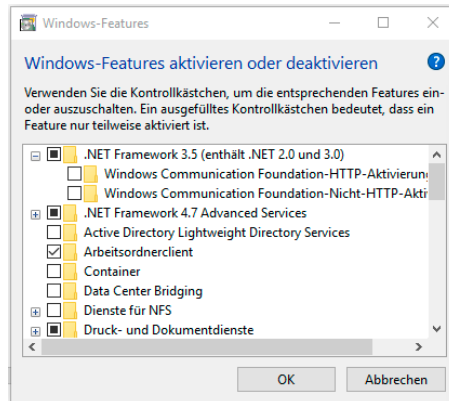 Windows-Features
Windows-Features aktivieren oder deaktivieren
Verwenden Sie die Kontrollkästchen, um die entsprechenden Features ein-
oder auszuschalten. Ein ausgefülltes Kontrollkästchen bedeutet, dass ein
Feature nur teilweise aktiviert ist.
.NET Framework 3.5 (enthält .NET 2.0 und 3.0)
Windows Communication Foundation-HTTP-Aktivierung
Windows Communication Foundation-Nicht-HTTP-Akti
.NET Framework 4.7 Advanced Services
Active Directory Lightweight Directory Services
Arbeitsordnerclient
Container
Data Center Bridging
Dienste für NFS
Druck- und Dokumentdienste
OK
Abbrechen